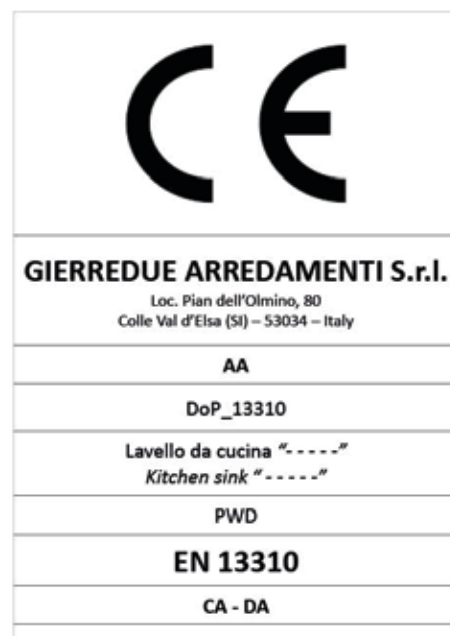 CE
GIERREDUE ARREDAMENTI S.r.l.
Loc. Pian dell'Olmino, 80
Colle Val d'Elsa (SI) – 53034 – Italy
AA
DoP_13310
Lavello da cucina "- - - - -"
Kitchen sink "- - - - -"
PWD
EN 13310
CA - DA